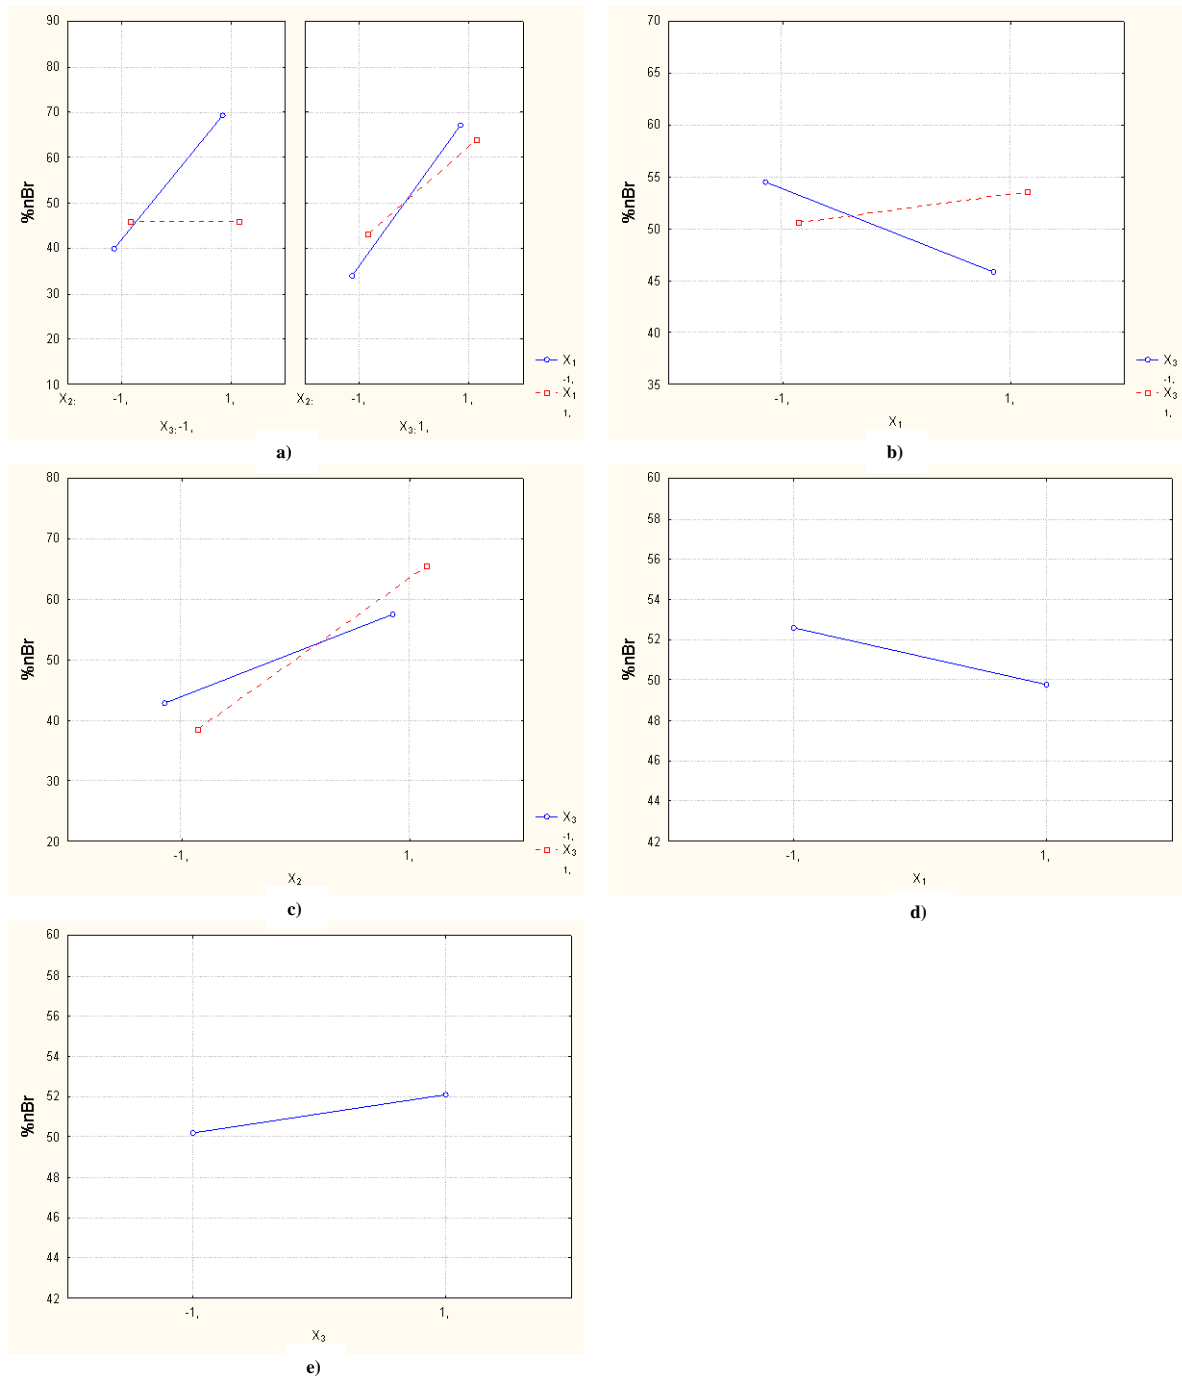 90
80
70
60
50
40
30
20
10
%nBr
X2: -1, 1, X2: -1, 1,
X3:-1, X3:1,
X1
-1,
X1
1,
a)
70
65
60
55
50
45
40
35
%nBr
-1, 1,
X1
X3
-1,
X3
1,
b)
80
70
60
50
40
30
20
%nBr
-1, 1,
X2
X3
-1,
X3
1,
c)
60
58
56
54
52
50
48
46
44
42
%nBr
-1, 1,
X1
d)
60
58
56
54
52
50
48
46
44
42
%nBr
-1, 1,
X3
e)